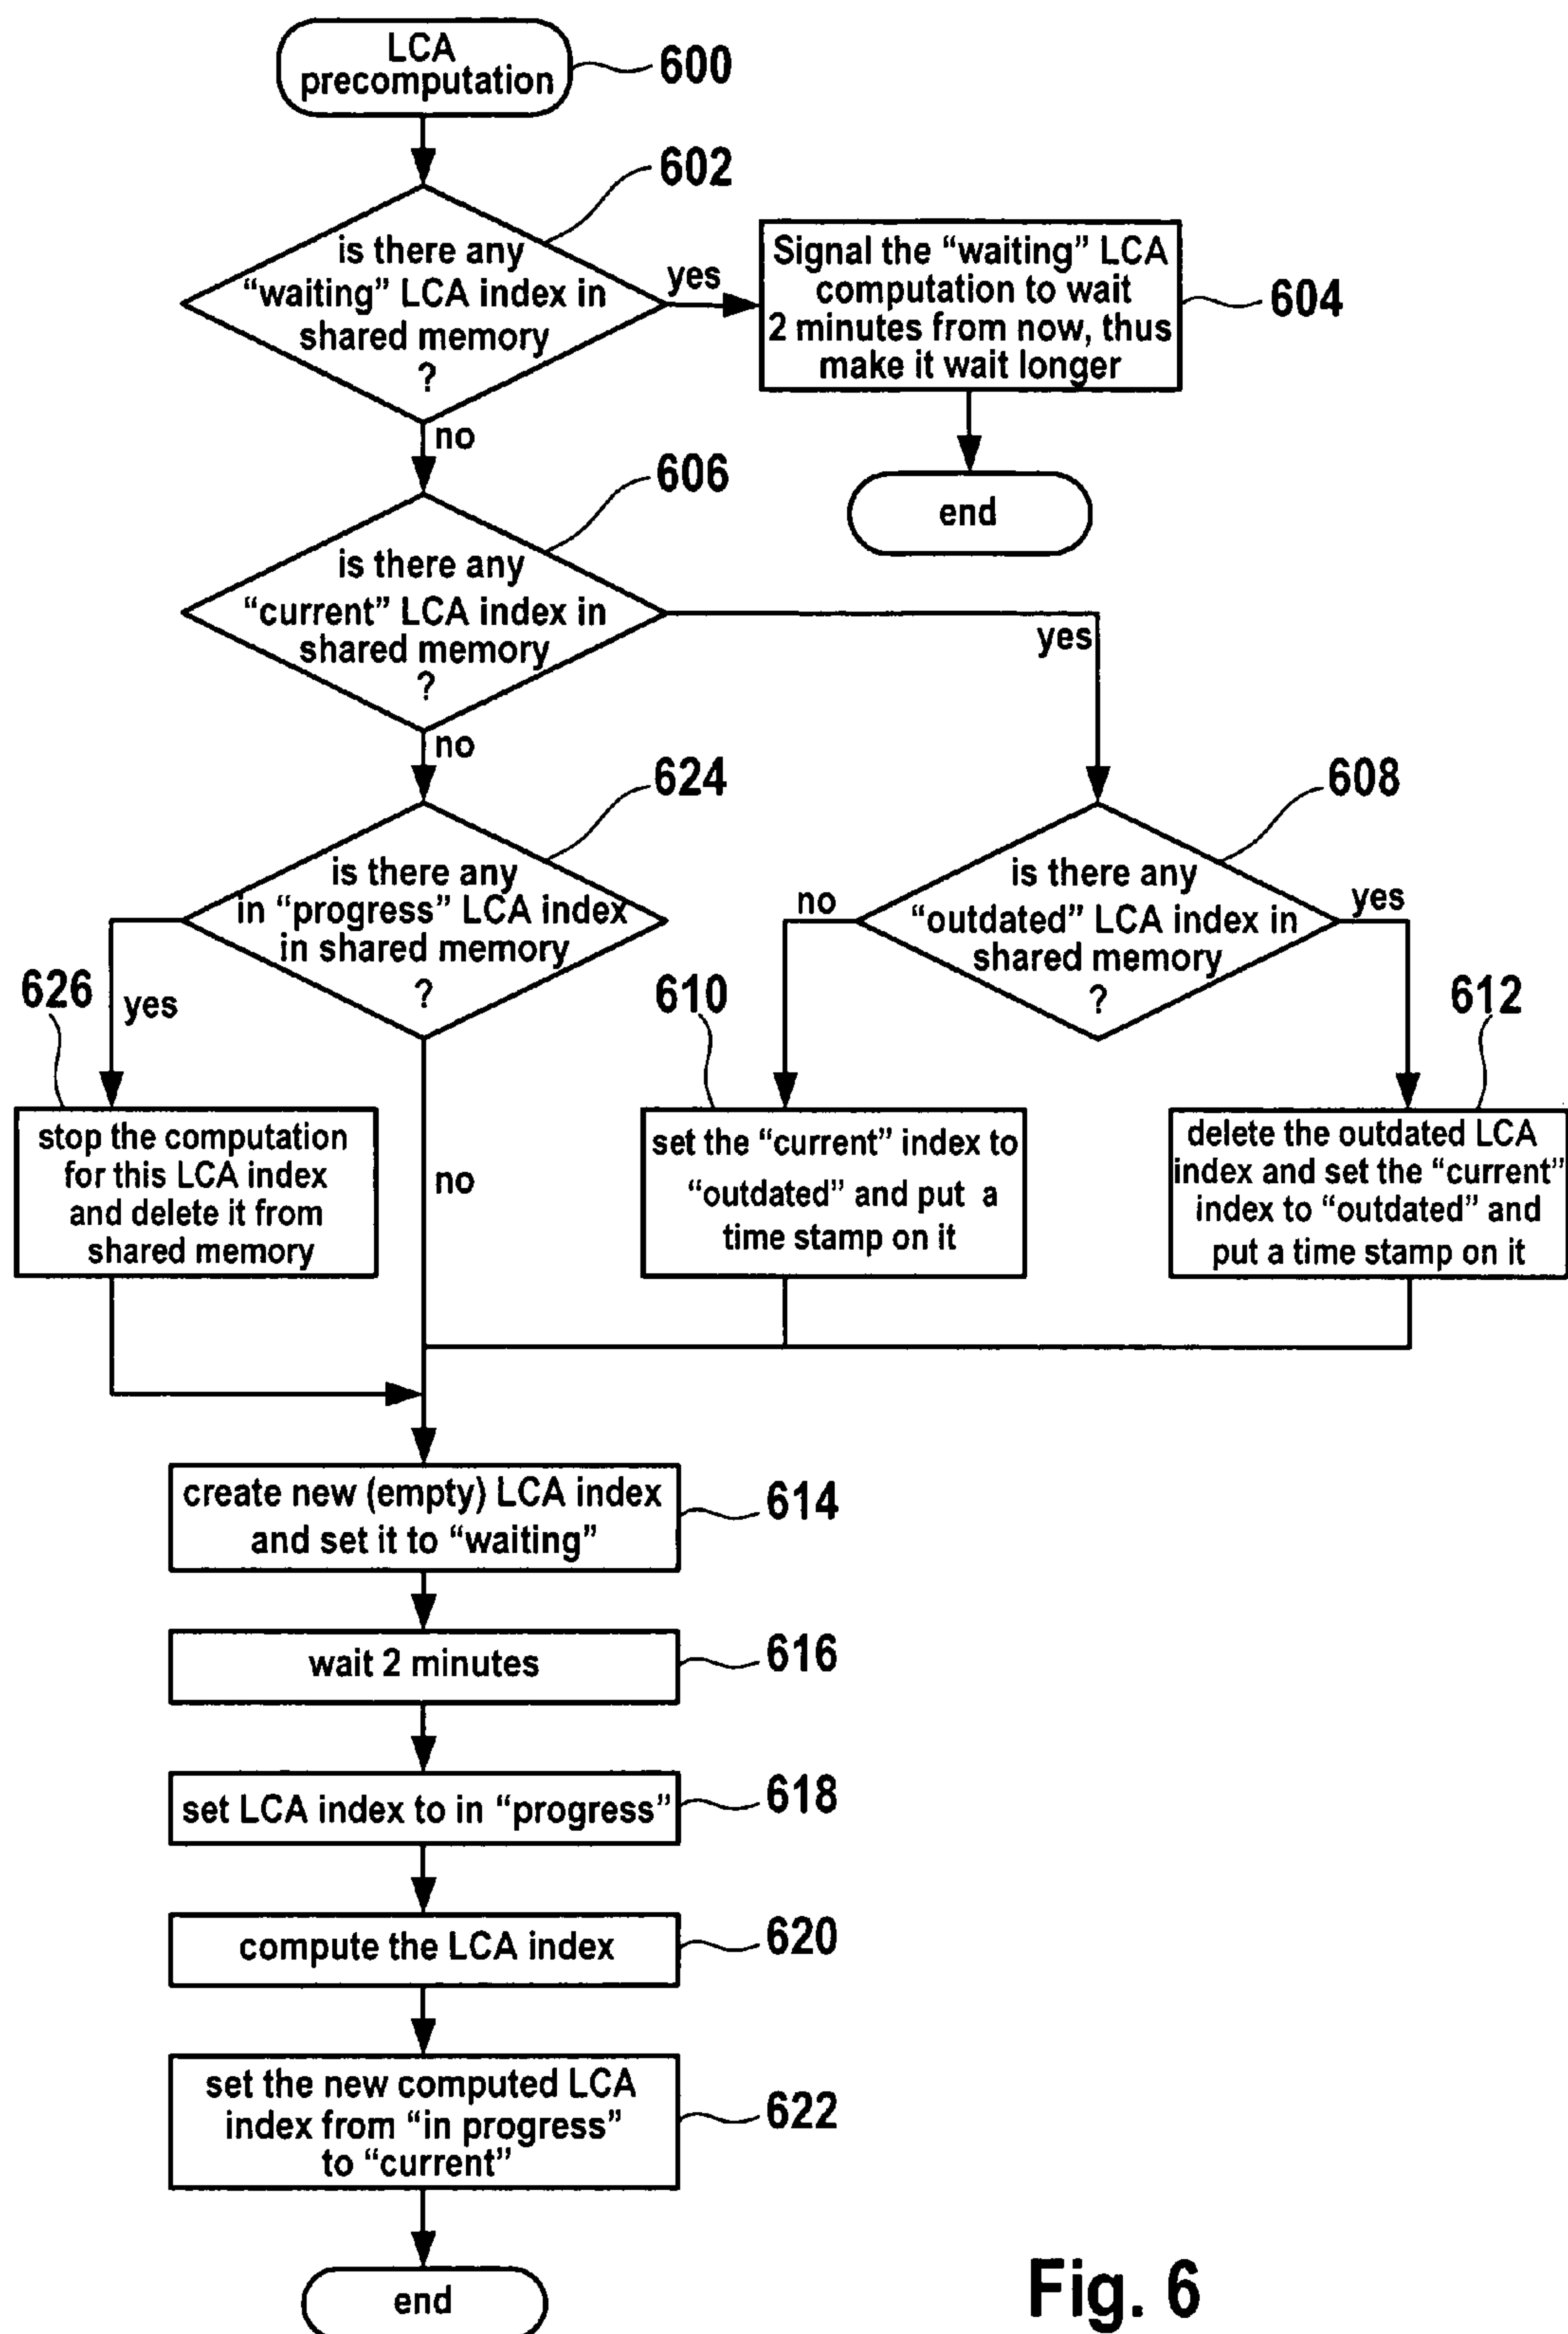 LCA
precomputation
600
602
is there any
“waiting” LCA index in
shared memory
?
yes
Signal the “waiting” LCA
computation to wait
2 minutes from now, thus
make it wait longer
604
no
end
606
is there any
“current” LCA index in
shared memory
?
yes
no
624
is there any
in “progress” LCA index
in shared memory
?
608
is there any
“outdated” LCA index in
shared memory
?
no
yes
626
yes
610
612
stop the computation
for this LCA index
and delete it from
shared memory
no
set the “current” index to
“outdated” and put a
time stamp on it
delete the outdated LCA
index and set the “current”
index to “outdated” and
put a time stamp on it
create new (empty) LCA index
and set it to “waiting”
614
wait 2 minutes
616
set LCA index to in “progress”
618
compute the LCA index
620
set the new computed LCA
index from “in progress”
to “current”
622
end
Fig. 6